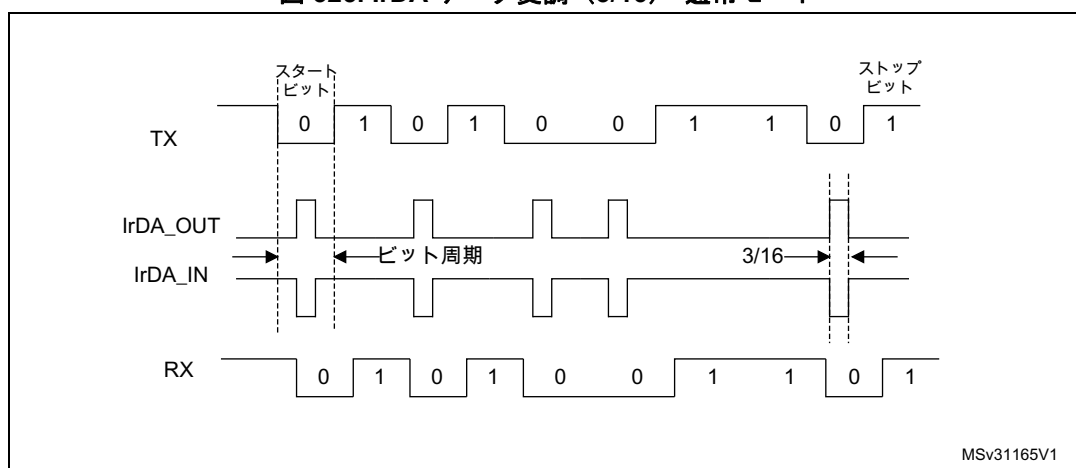 スタート
ビット
ストップ
ビット
TX
0 1 0 1 0 0 1 1 0 1
IrDA_OUT
ビット周期
3/16
IrDA_IN
RX
0 1 0 1 0 0 1 1 0 1
MSv31165V1